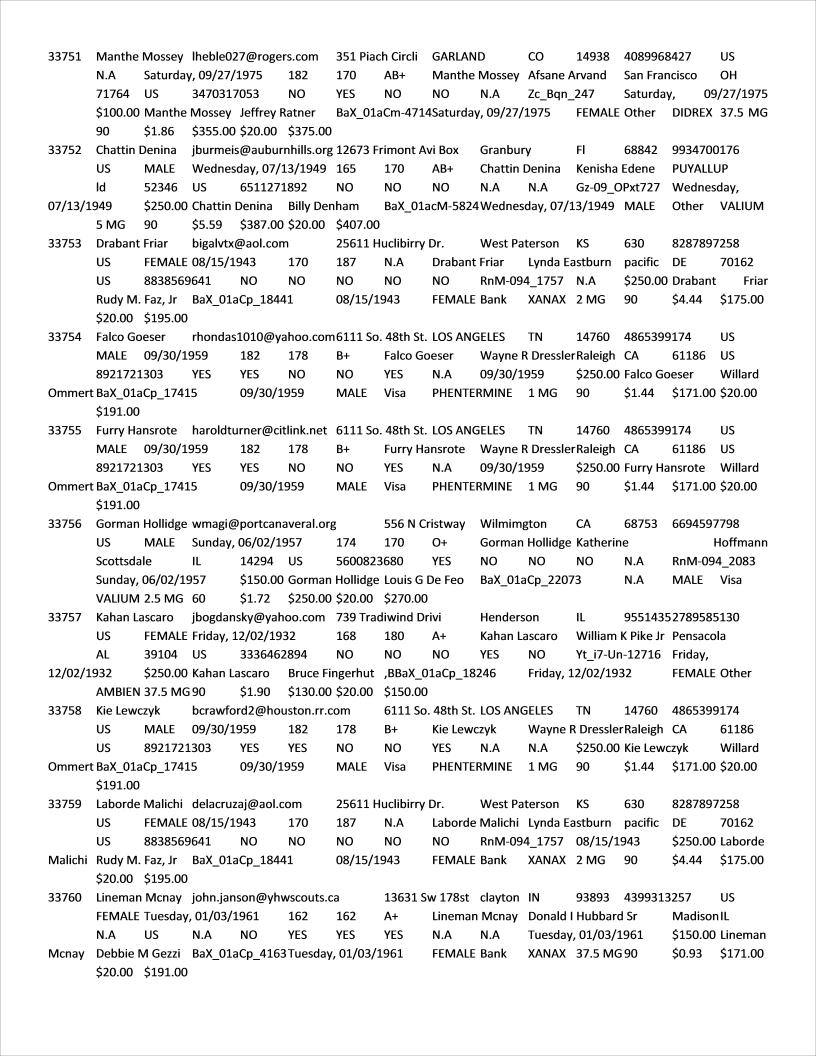 33751 Manthe Mossey lheble027@rogers.com 351 Piach Circli GARLAND CO 14938 4089968427 US
N.A Saturday, 09/27/1975 182 170 AB+ Manthe Mossey Afsane Arvand San Francisco OH
71764 US 3470317053 NO YES NO NO N.A Zc_Bqn_247 Saturday, 09/27/1975
$100.00 Manthe Mossey Jeffrey Ratner BaX_01aCm-4714Saturday, 09/27/1975 FEMALE Other DIDREX 37.5 MG
90 $1.86 $355.00 $20.00 $375.00
33752 Chattin Denina jburmeis@auburnhills.org 12673 Frimont Avi Box Granbury Fl 68842 9934700176
US MALE Wednesday, 07/13/1949 165 170 AB+ Chattin Denina Kenisha Edene PUYALLUP
Id 52346 US 6511271892 NO NO NO NO N.A N.A Gz-09_OPxt727 Wednesday,
07/13/1949 $250.00 Chattin Denina Billy Denham BaX_01acM-5824Wednesday, 07/13/1949 MALE Other VALIUM
5 MG 90 $5.59 $387.00 $20.00 $407.00
33753 Drabant Friar bigalvtx@aol.com 25611 Huclibirry Dr. West Paterson KS 630 8287897258
US FEMALE 08/15/1943 170 187 N.A Drabant Friar Lynda Eastburn pacific DE 70162
US 8838569641 NO NO NO NO NO RnM-094_1757 N.A $250.00 Drabant Friar
Rudy M. Faz, Jr BaX_01aCp_18441 08/15/1943 FEMALE Bank XANAX 2 MG 90 $4.44 $175.00
$20.00 $195.00
33754 Falco Goeser rhondas1010@yahoo.com6111 So. 48th St. LOS ANGELES TN 14760 4865399174 US
MALE 09/30/1959 182 178 B+ Falco Goeser Wayne R DresslerRaleigh CA 61186 US
8921721303 YES YES NO NO YES N.A 09/30/1959 $250.00 Falco Goeser Willard
Ommert BaX_01aCp_17415 09/30/1959 MALE Visa PHENTERMINE 1 MG 90 $1.44 $171.00 $20.00
$191.00
33755 Furry Hansrote haroldturner@citlink.net 6111 So. 48th St. LOS ANGELES TN 14760 4865399174 US
MALE 09/30/1959 182 178 B+ Furry Hansrote Wayne R DresslerRaleigh CA 61186 US
8921721303 YES YES NO NO YES N.A 09/30/1959 $250.00 Furry Hansrote Willard
Ommert BaX_01aCp_17415 09/30/1959 MALE Visa PHENTERMINE 1 MG 90 $1.44 $171.00 $20.00
$191.00
33756 Gorman Hollidge wmagi@portcanaveral.org 556 N Cristway Wilmimgton CA 68753 6694597798
US MALE Sunday, 06/02/1957 174 170 O+ Gorman Hollidge Katherine Hoffmann
Scottsdale IL 14294 US 5600823680 YES NO NO NO N.A RnM-094_2083
Sunday, 06/02/1957 $150.00 Gorman Hollidge Louis G De Feo BaX_01aCp_22073 N.A MALE Visa
VALIUM 2.5 MG 60 $1.72 $250.00 $20.00 $270.00
33757 Kahan Lascaro jbogdansky@yahoo.com 739 Tradiwind Drivi Henderson IL 9551435​2789585130
US FEMALE Friday, 12/02/1932 168 180 A+ Kahan Lascaro William K Pike Jr Pensacola
AL 39104 US 3336462894 NO NO NO YES NO Yt_i7-Un-12716 Friday,
12/02/1932 $250.00 Kahan Lascaro Bruce Fingerhut ,BBaX_01aCp_18246 Friday, 12/02/1932 FEMALE Other
AMBIEN 37.5 MG 90 $1.90 $130.00 $20.00 $150.00
33758 Kie Lewczyk bcrawford2@houston.rr.com 6111 So. 48th St. LOS ANGELES TN 14760 4865399174
US MALE 09/30/1959 182 178 B+ Kie Lewczyk Wayne R DresslerRaleigh CA 61186
US 8921721303 YES YES NO NO YES N.A N.A $250.00 Kie Lewczyk Willard
Ommert BaX_01aCp_17415 09/30/1959 MALE Visa PHENTERMINE 1 MG 90 $1.44 $171.00 $20.00
$191.00
33759 Laborde Malichi delacruzaj@aol.com 25611 Huclibirry Dr. West Paterson KS 630 8287897258
US FEMALE 08/15/1943 170 187 N.A Laborde Malichi Lynda Eastburn pacific DE 70162
US 8838569641 NO NO NO NO NO RnM-094_1757 08/15/1943 $250.00 Laborde
Malichi Rudy M. Faz, Jr BaX_01aCp_18441 08/15/1943 FEMALE Bank XANAX 2 MG 90 $4.44 $175.00
$20.00 $195.00
33760 Lineman Mcnay john.janson@yhwscouts.ca 13631 Sw 178st clayton IN 93893 4399313257 US
FEMALE Tuesday, 01/03/1961 162 162 A+ Lineman Mcnay Donald I Hubbard Sr Madison IL
N.A US N.A NO YES YES YES N.A N.A Tuesday, 01/03/1961 $150.00 Lineman
Mcnay Debbie M Gezzi BaX_01aCp_4163Tuesday, 01/03/1961 FEMALE Bank XANAX 37.5 MG 90 $0.93 $171.00
$20.00 $191.00